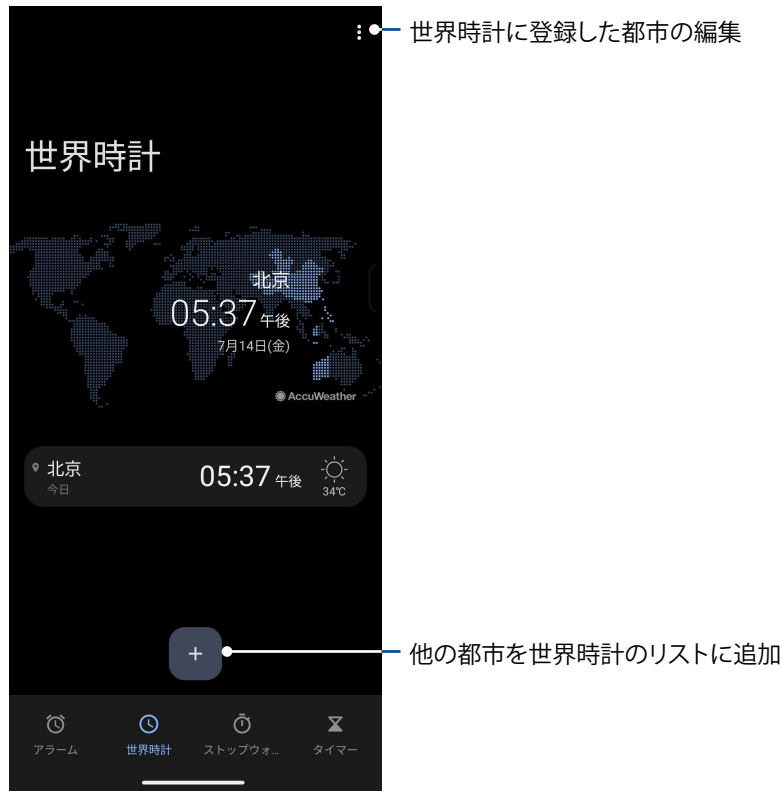 世界時計に登録した都市の編集
世界時計
北京
05:37 午後
7月14日(金)
AccuWeather
北京
今日
05:37 午後
34℃
+
他の都市を世界時計のリストに追加
アラーム
世界時計
ストップウォ...
タイマー